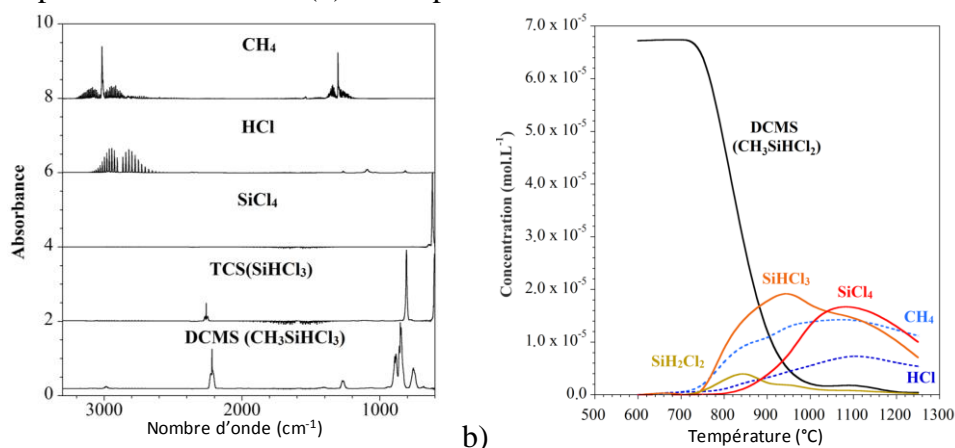 10
8
6
4
2
0
Absorbance
CH₄
HCl
SiCl₄
TCS(SiHCl₃)
DCMS (CH₃SiHCl₃)
3000 2000 1000
Nombre d'onde (cm⁻¹)
b)
7.0 x 10⁻⁵
6.0 x 10⁻⁵
5.0 x 10⁻⁵
4.0 x 10⁻⁵
3.0 x 10⁻⁵
2.0 x 10⁻⁵
1.0 x 10⁻⁵
0.0
Concentration (mol.L⁻¹)
DCMS
(CH₃SiHCl₂)
SiHCl₃
SiCl₄
CH₄
SiH₂Cl₂
HCl
500 600 700 800 900 1000 1100 1200 1300
Température (°C)